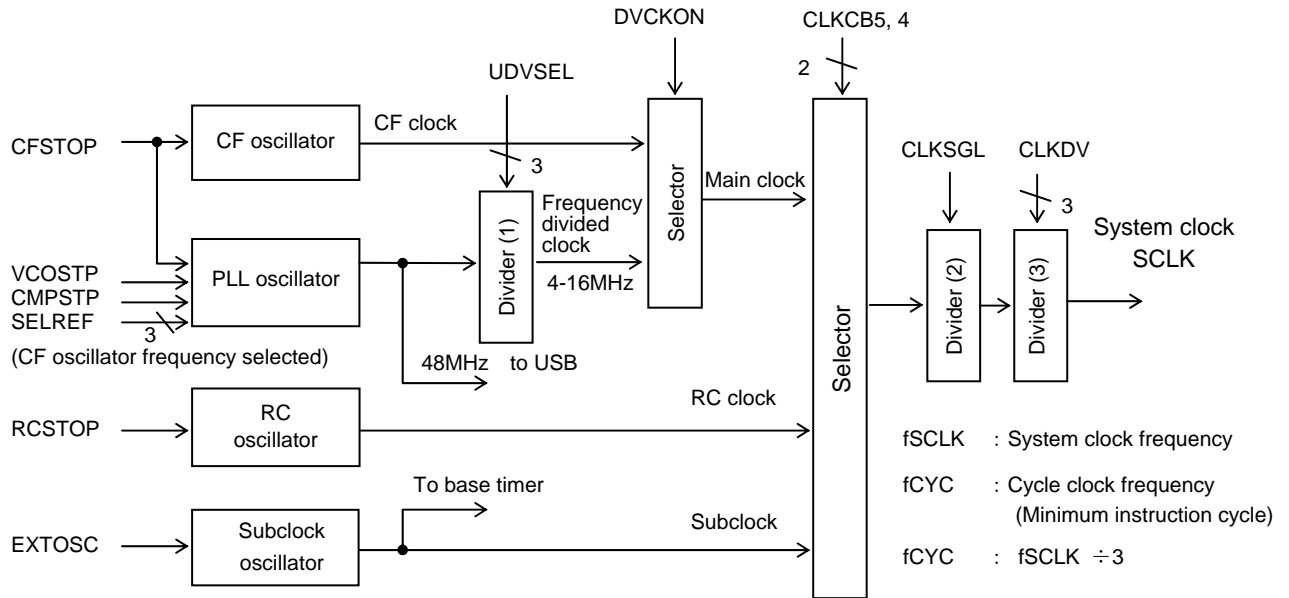 DVCKON
CLKCB5, 4
2
UDVSEL
3
CFSTOP
CF oscillator
CF clock
Selector
Main clock
CLKSGL
CLKDV
3
VCOSTP
CMPSTP
SELREF
3
(CF oscillator frequency selected)
PLL oscillator
Divider (1)
Frequency
divided
clock
4-16MHz
48MHz to USB
Selector
Divider (2)
Divider (3)
System clock
SCLK
RCSTOP
RC
oscillator
RC clock
EXTOSC
Subclock
oscillator
To base timer
Subclock
fSCLK : System clock frequency
fCYC : Cycle clock frequency
(Minimum instruction cycle)
fCYC : fSCLK ÷3